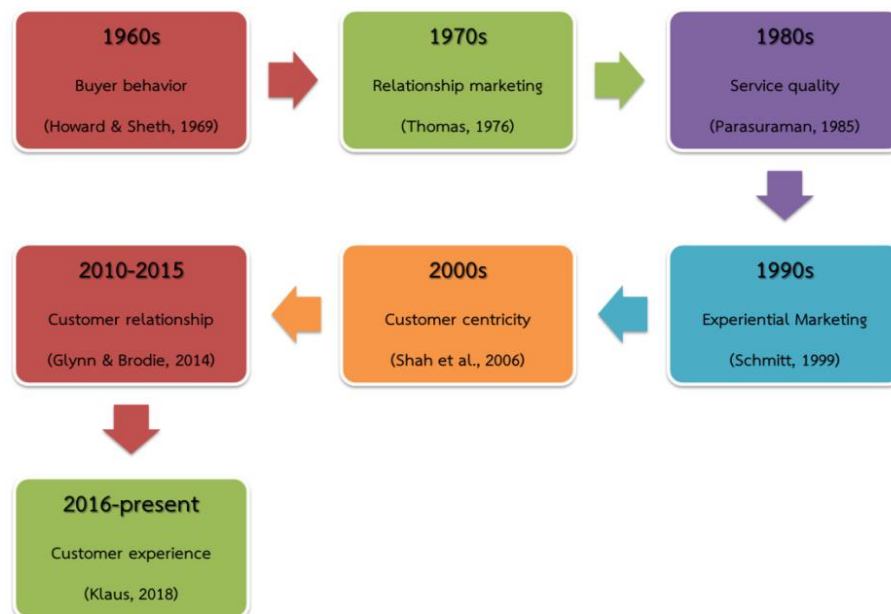 1960s
Buyer behavior
(Howard & Sheth, 1969)
1970s
Relationship marketing
(Thomas, 1976)
1980s
Service quality
(Parasuraman, 1985)
1990s
Experiential Marketing
(Schmitt, 1999)
2000s
Customer centricity
(Shah et al., 2006)
2010-2015
Customer relationship
(Glynn & Brodie, 2014)
2016-present
Customer experience
(Klaus, 2018)